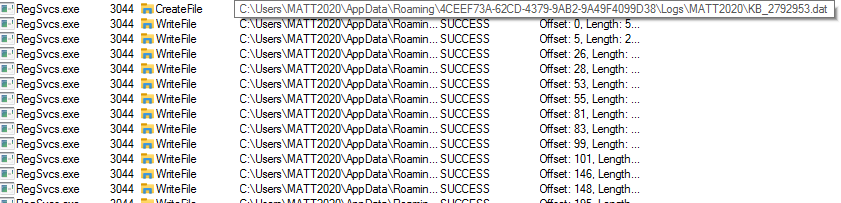 RegSvcs.exe 3044 CreateFile C:\Users\MATT2020\AppData\Roaming\4CEEF73A-62CD-4379-9AB2-9A49F4099D38\Logs\MATT2020\KB_2792953.dat
RegSvcs.exe 3044 WriteFile C:\Users\MATT2020\AppData\Roamin... SUCCESS Offset: 0, Length: 5...
RegSvcs.exe 3044 WriteFile C:\Users\MATT2020\AppData\Roamin... SUCCESS Offset: 5, Length: 2...
RegSvcs.exe 3044 WriteFile C:\Users\MATT2020\AppData\Roamin... SUCCESS Offset: 26, Length: ...
RegSvcs.exe 3044 WriteFile C:\Users\MATT2020\AppData\Roamin... SUCCESS Offset: 28, Length: ...
RegSvcs.exe 3044 WriteFile C:\Users\MATT2020\AppData\Roamin... SUCCESS Offset: 53, Length: ...
RegSvcs.exe 3044 WriteFile C:\Users\MATT2020\AppData\Roamin... SUCCESS Offset: 55, Length: ...
RegSvcs.exe 3044 WriteFile C:\Users\MATT2020\AppData\Roamin... SUCCESS Offset: 81, Length: ...
RegSvcs.exe 3044 WriteFile C:\Users\MATT2020\AppData\Roamin... SUCCESS Offset: 83, Length: ...
RegSvcs.exe 3044 WriteFile C:\Users\MATT2020\AppData\Roamin... SUCCESS Offset: 99, Length: ...
RegSvcs.exe 3044 WriteFile C:\Users\MATT2020\AppData\Roamin... SUCCESS Offset: 101, Length...
RegSvcs.exe 3044 WriteFile C:\Users\MATT2020\AppData\Roamin... SUCCESS Offset: 146, Length...
RegSvcs.exe 3044 WriteFile C:\Users\MATT2020\AppData\Roamin... SUCCESS Offset: 148, Length...
RegSvcs.exe 3044 WriteFile C:\Users\MATT2020\AppData\Roamin... SUCCESS Offset: 195, Length...